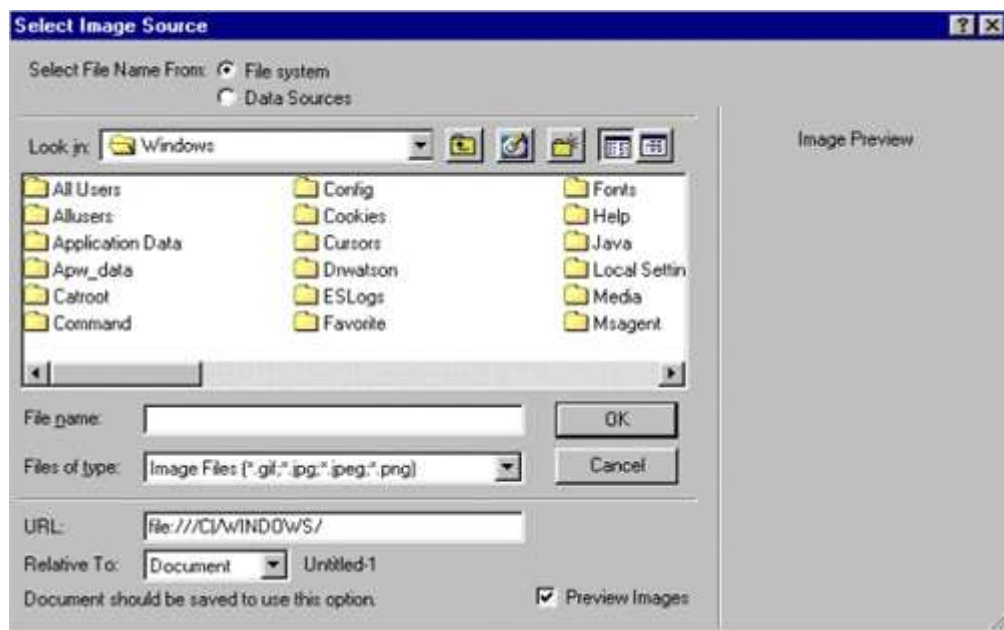 Select Image Source
Select File Name From: File system
Data Sources
Look in: Windows
Image Preview
All Users Config Fonts
Allusers Cookies Help
Application Data Cursors Java
Apw_data Drwatson Local Settin
Catroot ESLogs Media
Command Favorite Msagent
File name: OK
Files of type: Image Files (*.gif;*.jpg;*.jpeg;*.png) Cancel
URL: file:///C|/WINDOWS/
Relative To: Document Untitled-1
Document should be saved to use this option. Preview Images